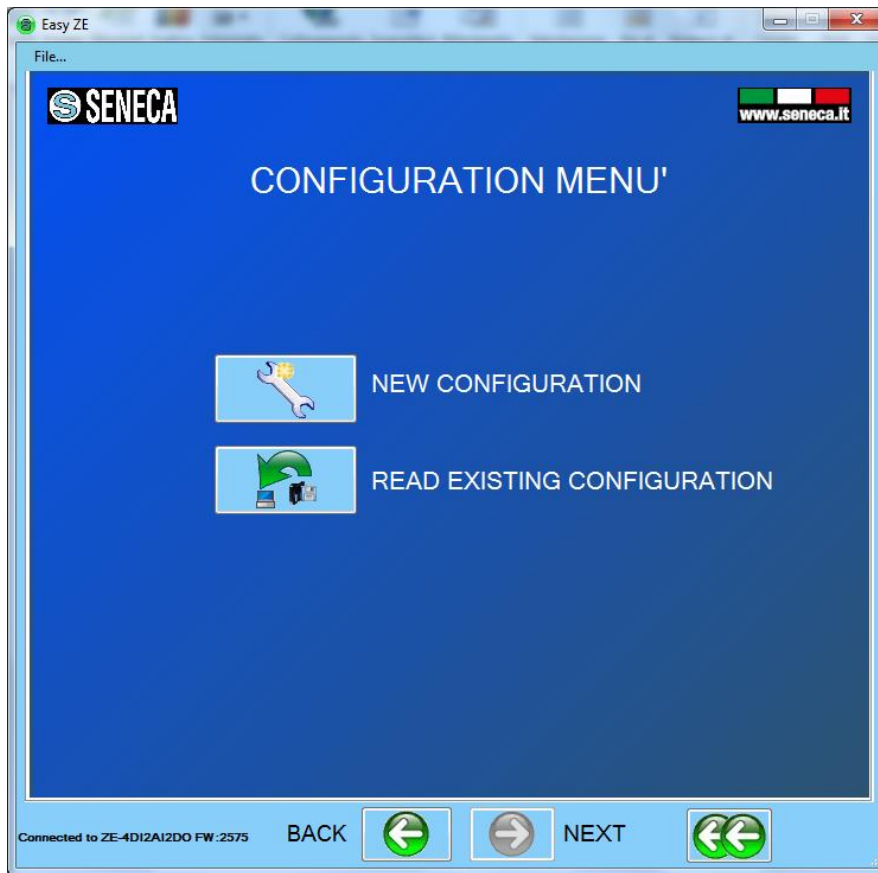 Easy ZE
File...
SENECA
www.seneca.it
CONFIGURATION MENU'
NEW CONFIGURATION
READ EXISTING CONFIGURATION
Connected to ZE-4DI2AI2DO FW:2575
BACK
NEXT